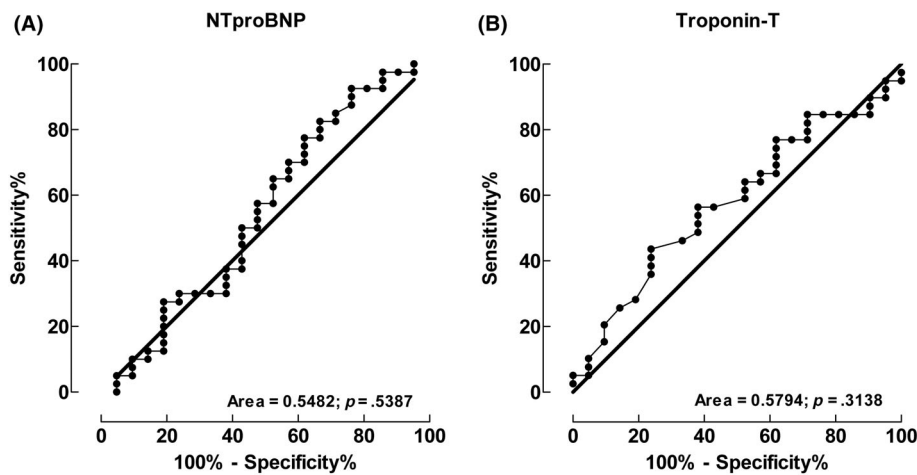 (A)
NTproBNP
Sensitivity%
100
80
60
40
20
0
Area = 0.5482; p = .5387
0 20 40 60 80 100
100% - Specificity%
(B)
Troponin-T
Sensitivity%
100
80
60
40
20
0
Area = 0.5794; p = .3138
0 20 40 60 80 100
100% - Specificity%